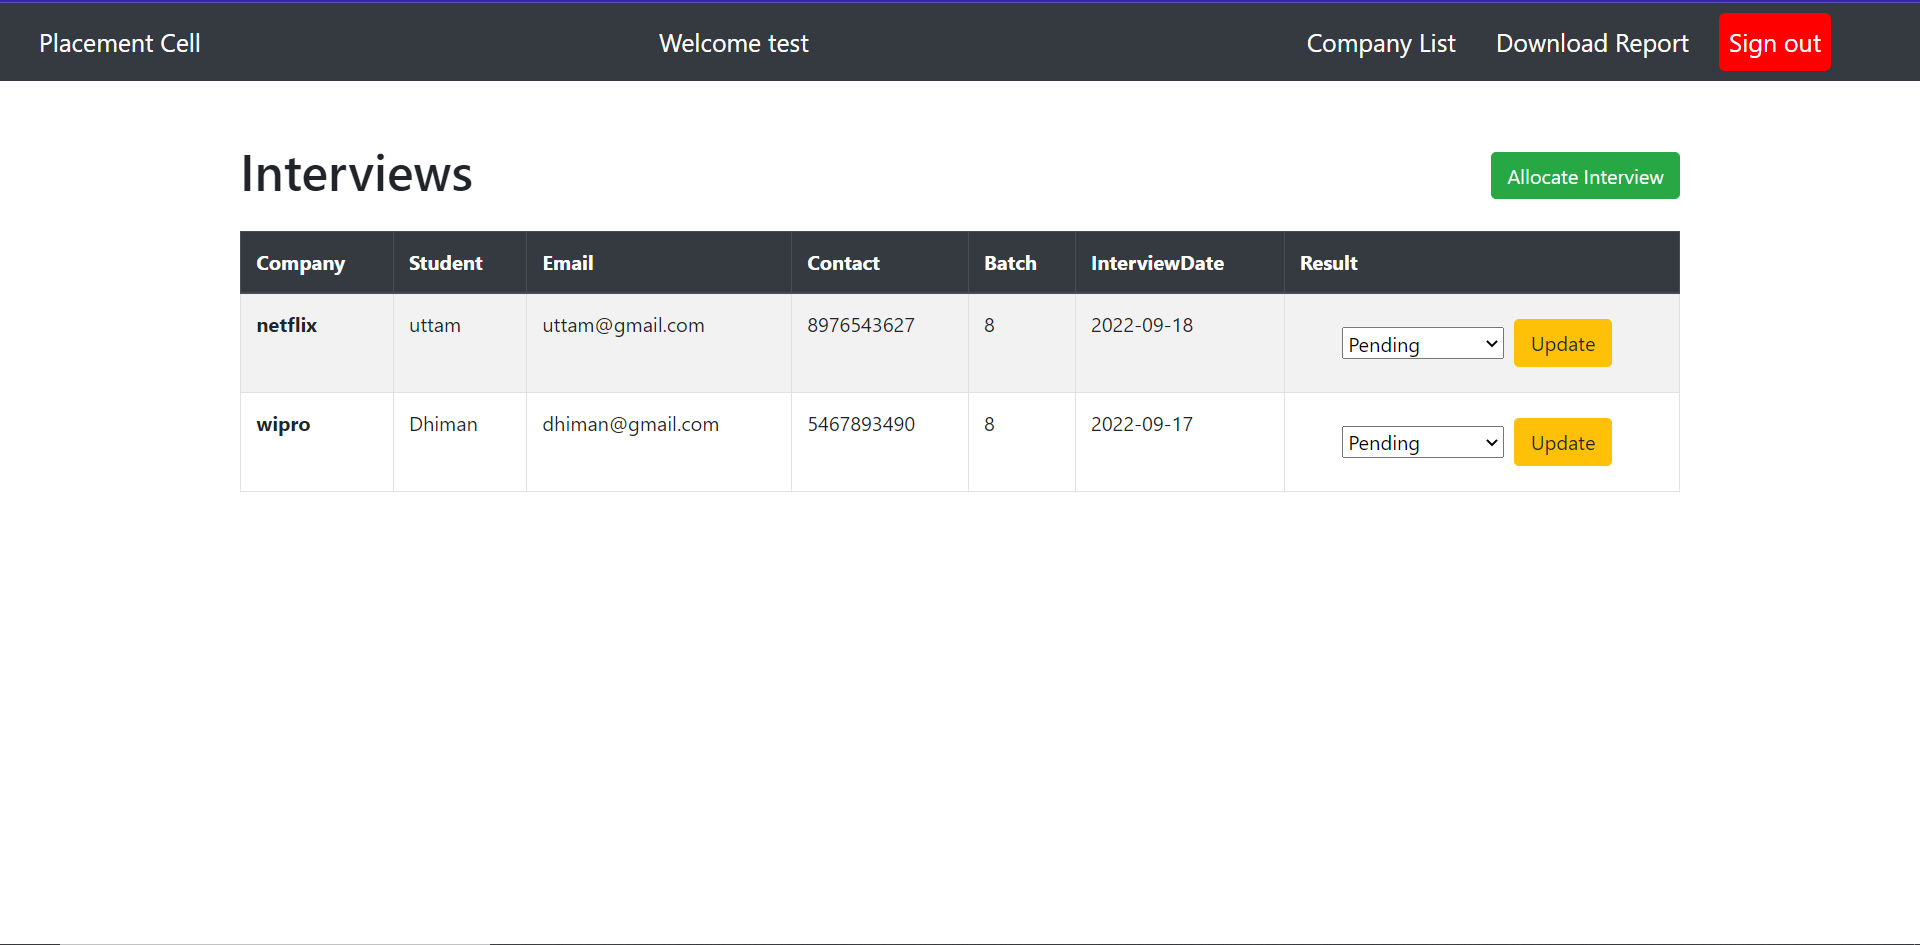 Placement Cell Welcome test Company List Download Report Sign out
Interviews Allocate Interview
Company Student Email Contact Batch InterviewDate Result
netflix uttam uttam@gmail.com 8976543627 8 2022-09-18 Pending Update
wipro Dhiman dhiman@gmail.com 5467893490 8 2022-09-17 Pending Update